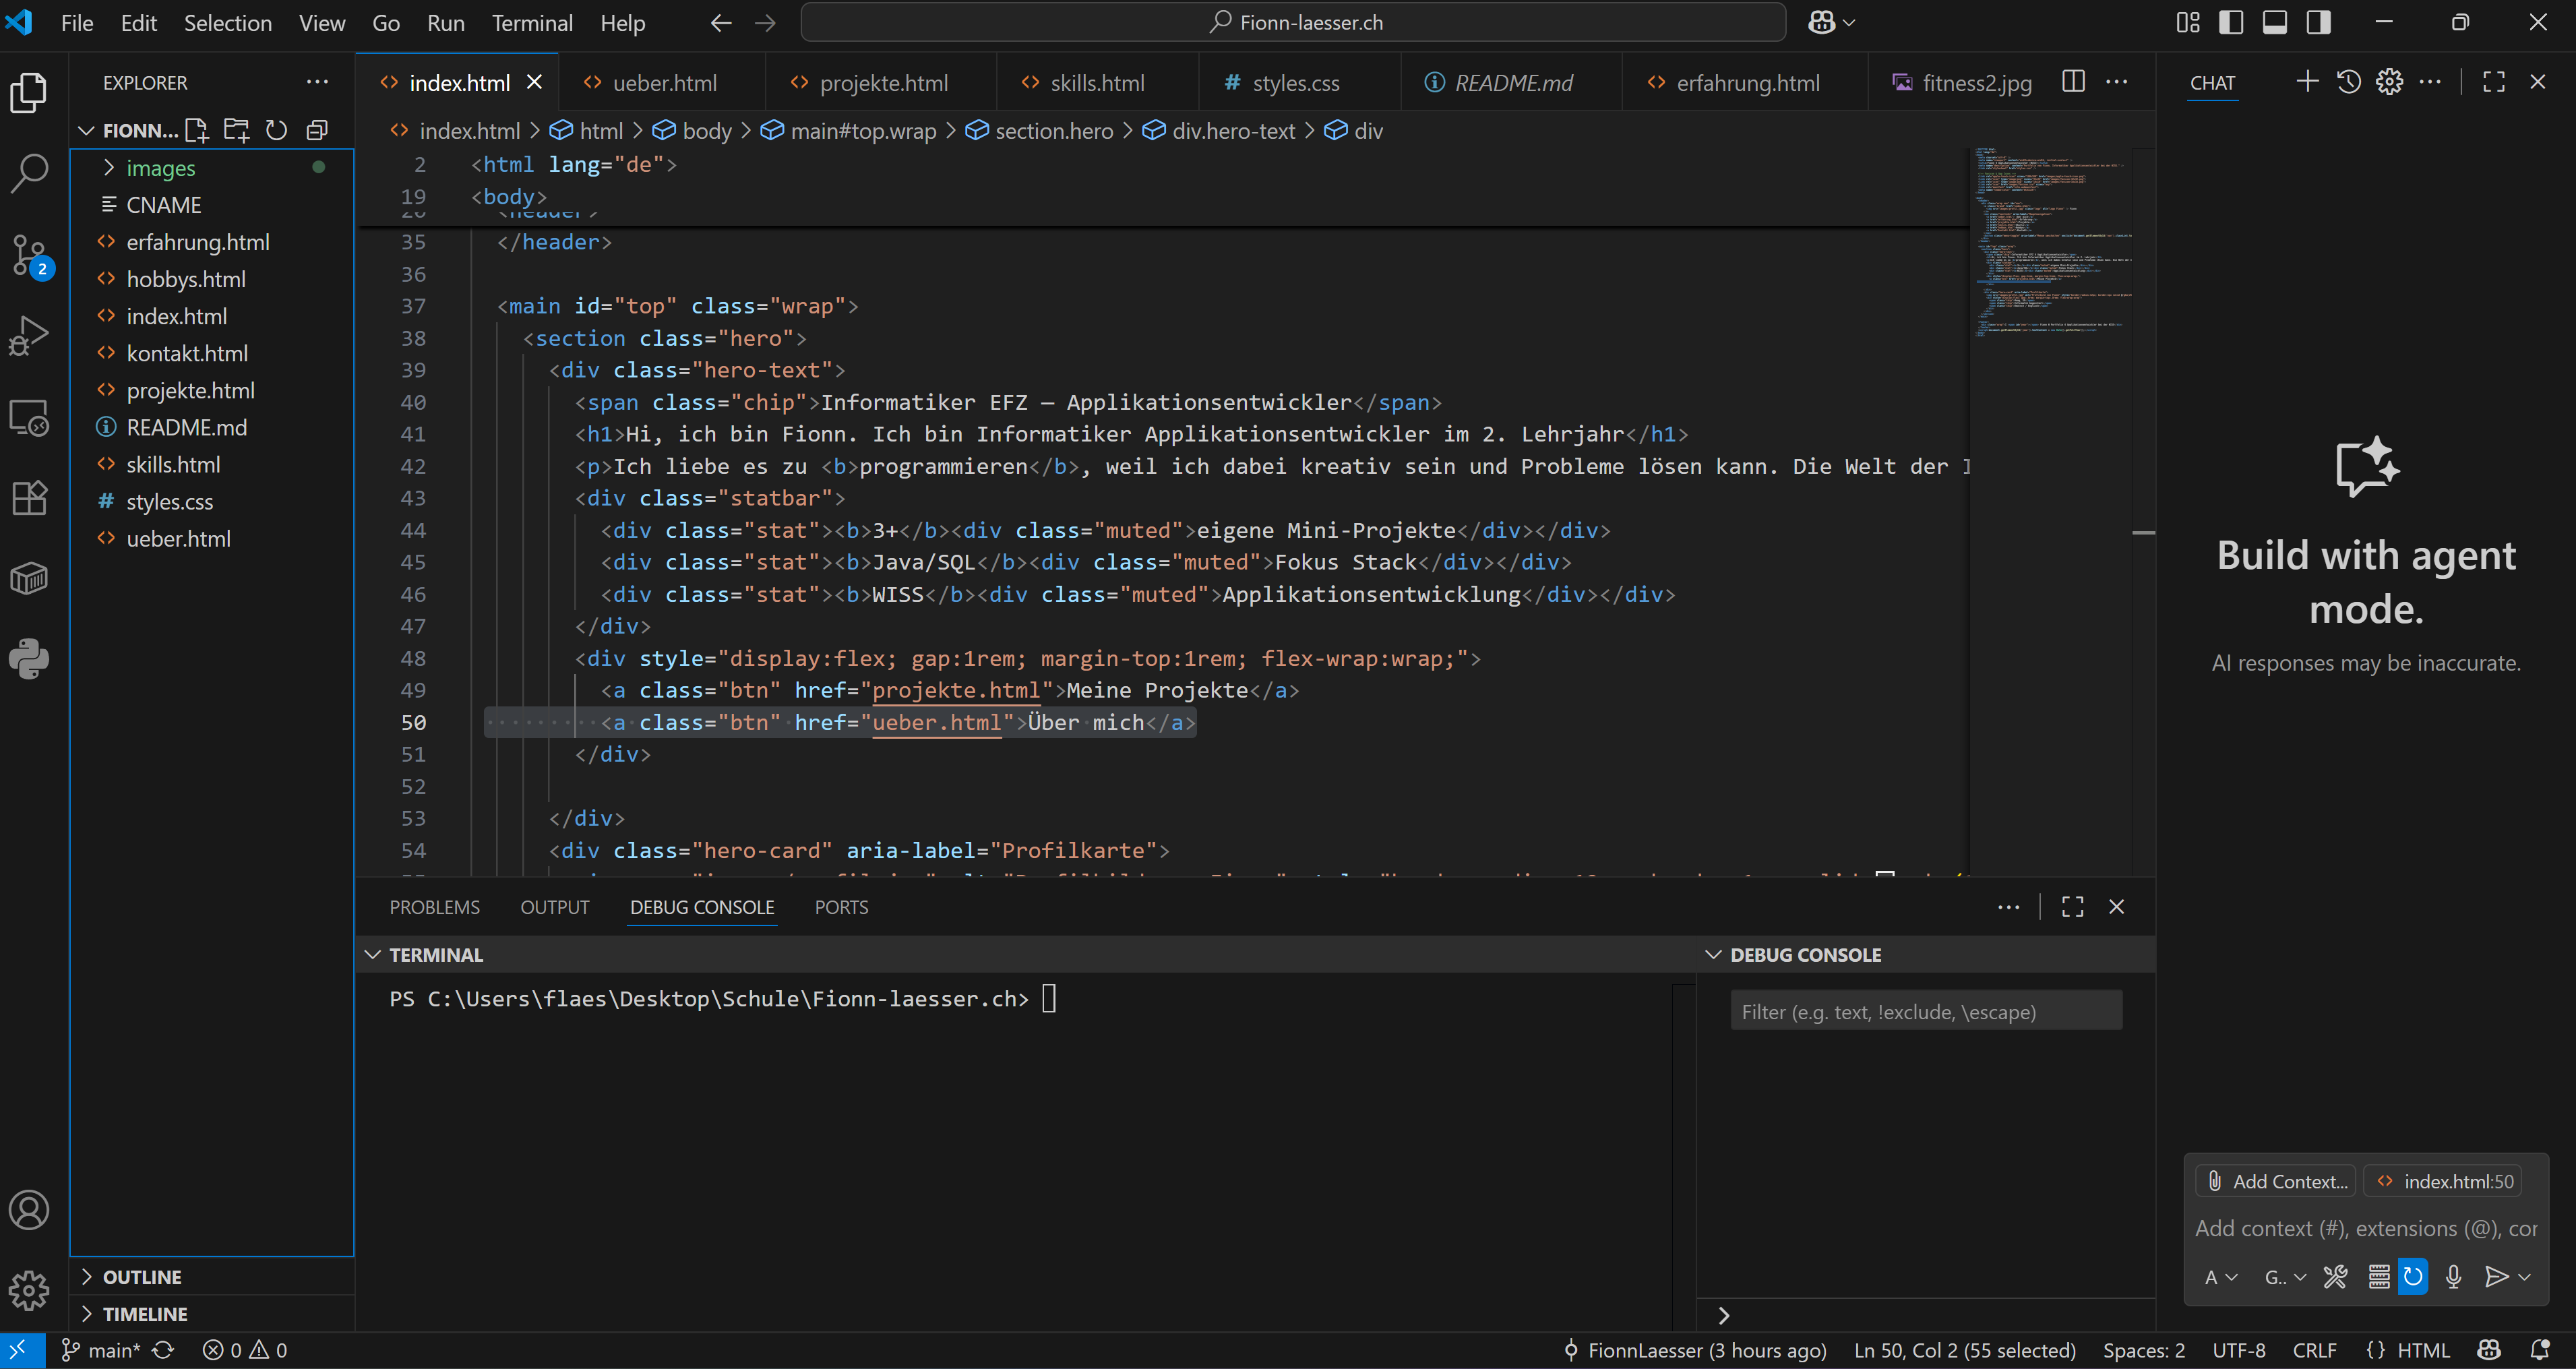 File Edit Selection View Go Run Terminal Help
Fionn-laesser.ch
EXPLORER
FIONN...
images
CNAME
erfahrung.html
hobbys.html
index.html
kontakt.html
projekte.html
README.md
skills.html
styles.css
ueber.html
OUTLINE
TIMELINE
index.html ueber.html projekte.html skills.html styles.css README.md erfahrung.html fitness2.jpg
index.html > html > body > main#top.wrap > section.hero > div.hero-text > div
2 <html lang="de">
19 <body>
35 </header>
36
37 <main id="top" class="wrap">
38 <section class="hero">
39 <div class="hero-text">
40 <span class="chip">Informatiker EFZ – Applikationsentwickler</span>
41 <h1>Hi, ich bin Fionn. Ich bin Informatiker Applikationsentwickler im 2. Lehrjahr</h1>
42 <p>Ich liebe es zu <b>programmieren</b>, weil ich dabei kreativ sein und Probleme lösen kann. Die Welt der
43 <div class="statbar">
44 <div class="stat"><b>3+</b><div class="muted">eigene Mini-Projekte</div></div>
45 <div class="stat"><b>Java/SQL</b><div class="muted">Fokus Stack</div></div>
46 <div class="stat"><b>WISS</b><div class="muted">Applikationsentwicklung</div></div>
47 </div>
48 <div style="display:flex; gap:1rem; margin-top:1rem; flex-wrap:wrap;">
49 <a class="btn" href="projekte.html">Meine Projekte</a>
50 <a class="btn" href="ueber.html">Über mich</a>
51 </div>
52
53 </div>
54 <div class="hero-card" aria-label="Profilkarte">
PROBLEMS OUTPUT DEBUG CONSOLE PORTS
TERMINAL
PS C:\Users\flaes\Desktop\Schule\Fionn-laesser.ch>
DEBUG CONSOLE
Filter (e.g. text, !exclude, \escape)
CHAT
Build with agent
mode.
AI responses may be inaccurate.
Add Context... index.html:50
Add context (#), extensions (@), cor
A G..
2
main* 0 0 FionnLaesser (3 hours ago) Ln 50, Col 2 (55 selected) Spaces: 2 UTF-8 CRLF {} HTML